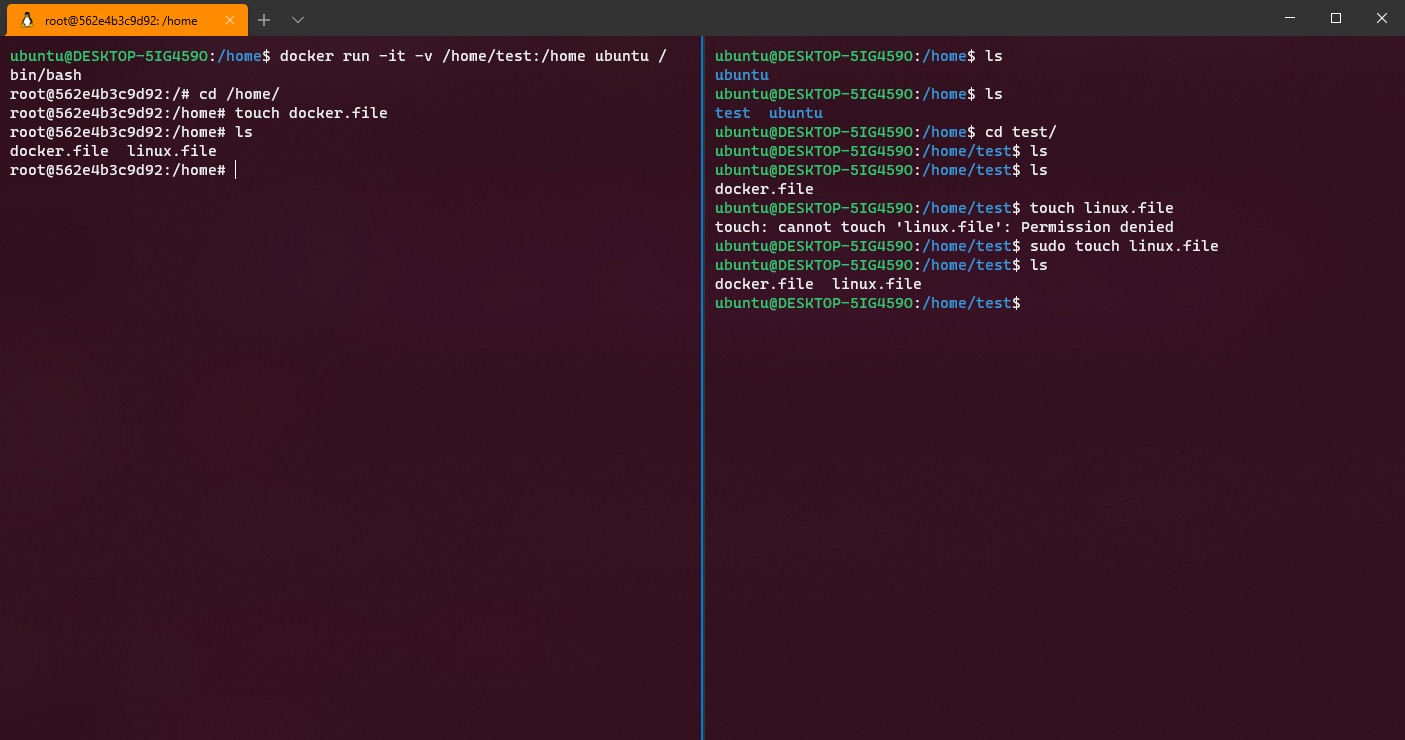 root@562e4b3c9d92: /home
ubuntu@DESKTOP-5IG459O:/home$ docker run -it -v /home/test:/home ubuntu /
bin/bash
root@562e4b3c9d92:/# cd /home/
root@562e4b3c9d92:/home# touch docker.file
root@562e4b3c9d92:/home# ls
docker.file  linux.file
root@562e4b3c9d92:/home#
ubuntu@DESKTOP-5IG459O:/home$ ls
ubuntu
ubuntu@DESKTOP-5IG459O:/home$ ls
test  ubuntu
ubuntu@DESKTOP-5IG459O:/home$ cd test/
ubuntu@DESKTOP-5IG459O:/home/test$ ls
ubuntu@DESKTOP-5IG459O:/home/test$ ls
docker.file
ubuntu@DESKTOP-5IG459O:/home/test$ touch linux.file
touch: cannot touch 'linux.file': Permission denied
ubuntu@DESKTOP-5IG459O:/home/test$ sudo touch linux.file
ubuntu@DESKTOP-5IG459O:/home/test$ ls
docker.file  linux.file
ubuntu@DESKTOP-5IG459O:/home/test$